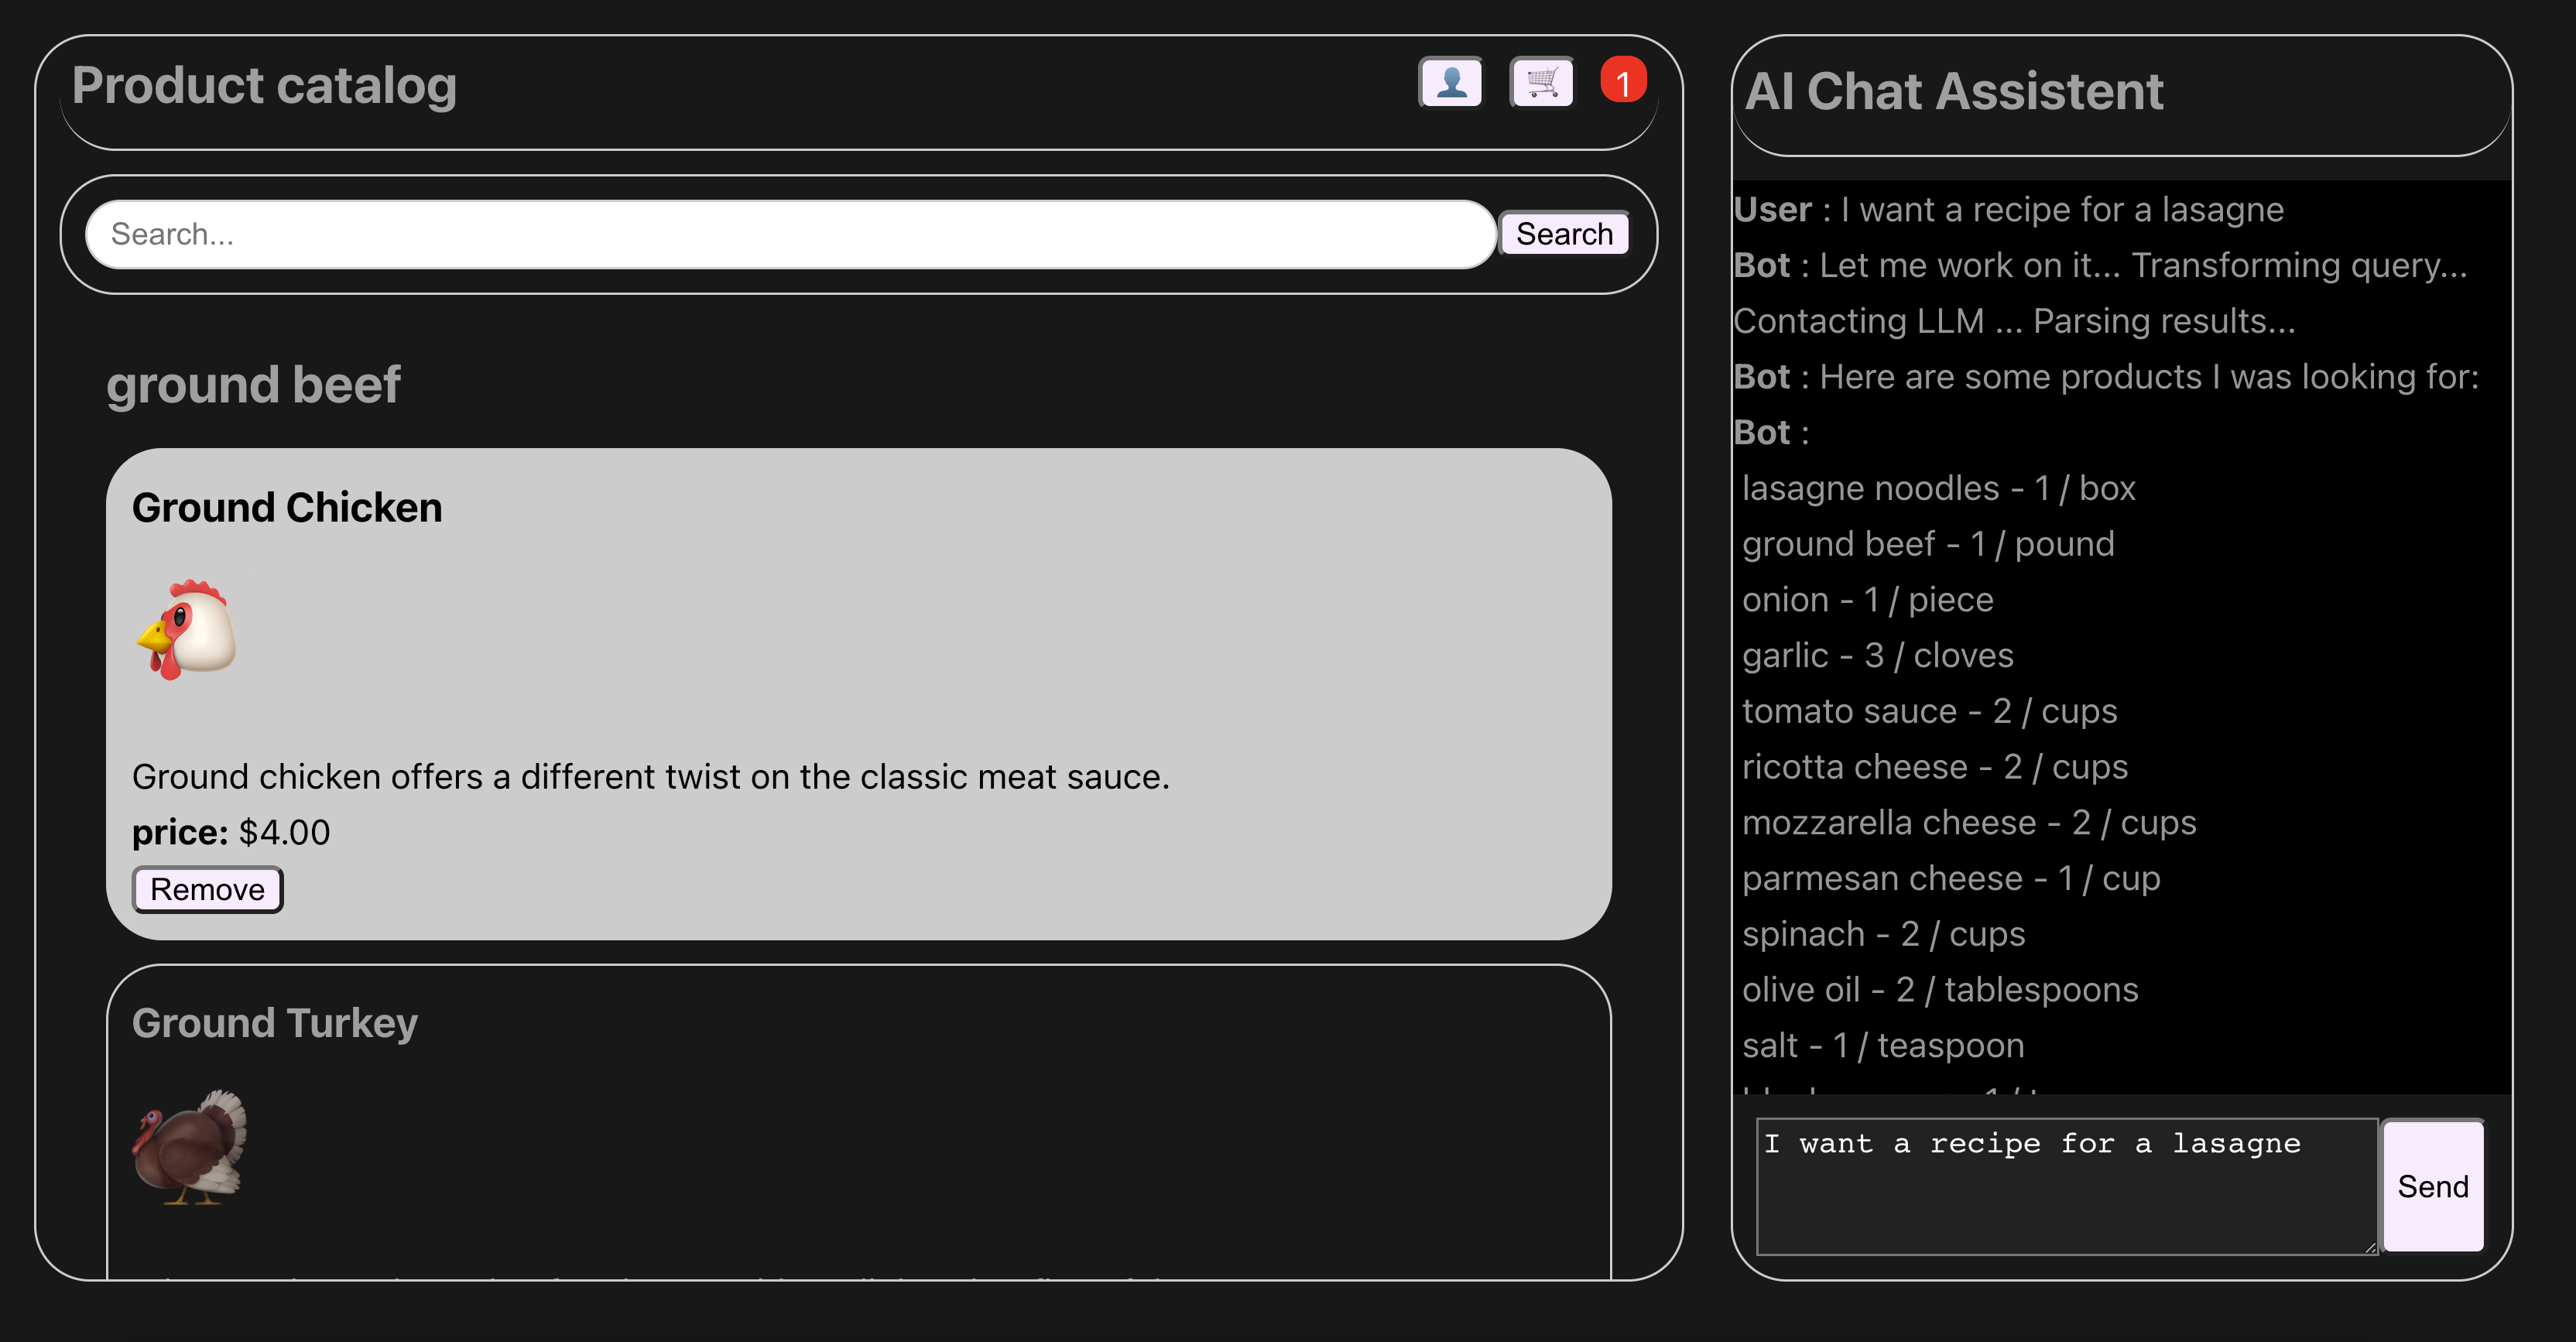 Product catalog
1
Search...
Search
ground beef
Ground Chicken
Ground chicken offers a different twist on the classic meat sauce.
price: $4.00
Remove
Ground Turkey
AI Chat Assistent
User : I want a recipe for a lasagne
Bot : Let me work on it... Transforming query...
Contacting LLM ... Parsing results...
Bot : Here are some products I was looking for:
Bot :
lasagne noodles - 1 / box
ground beef - 1 / pound
onion - 1 / piece
garlic - 3 / cloves
tomato sauce - 2 / cups
ricotta cheese - 2 / cups
mozzarella cheese - 2 / cups
parmesan cheese - 1 / cup
spinach - 2 / cups
olive oil - 2 / tablespoons
salt - 1 / teaspoon
I want a recipe for a lasagne
Send